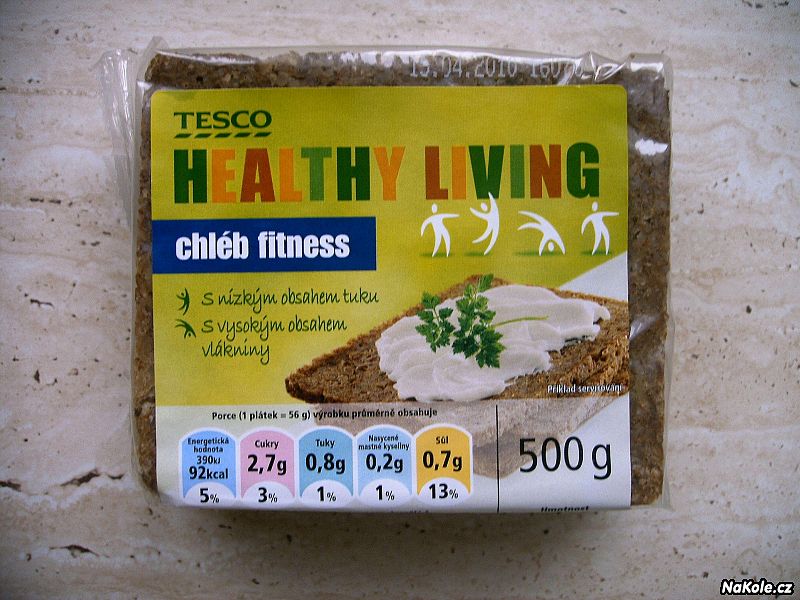 15.04.2010
TESCO
HEALTHY LIVING
chléb fitness
S nízkým obsahem tuku
S vysokým obsahem
vlákniny
Příklad servírování
Porce (1 plátek = 56 g) výrobku průměrně obsahuje
Energetická
hodnota
390kJ
92kcal
5%
Cukry
2,7g
3%
Tuky
0,8g
1%
Nasycené
mastné kyseliny
0,2g
1%
Sůl
0,7g
13%
500 g
Hmotnost
NaKole.cz